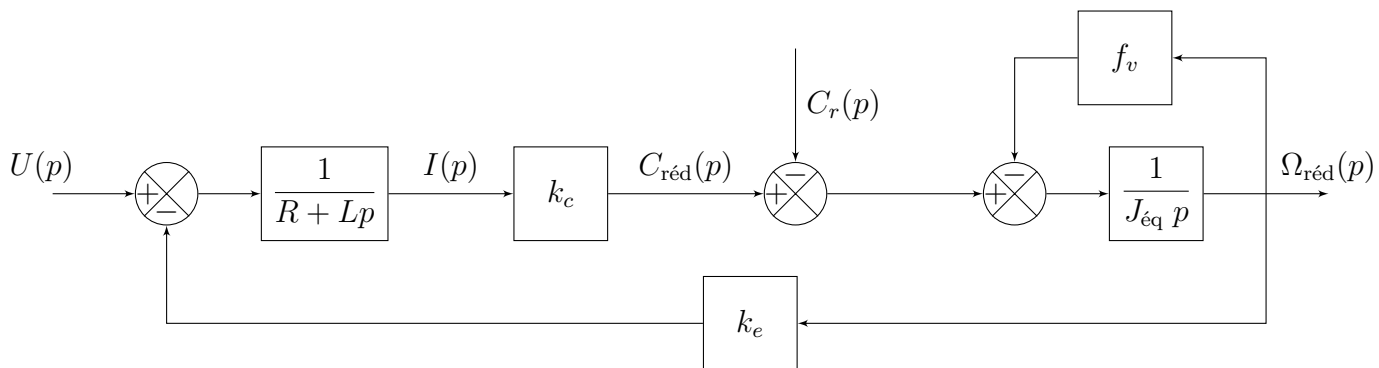 f_v
C_r(p)
U(p)
+
−
1
R + Lp
I(p)
k_c
C_réd(p)
+
−
+
−
1
J_éq p
Ω_réd(p)
k_e